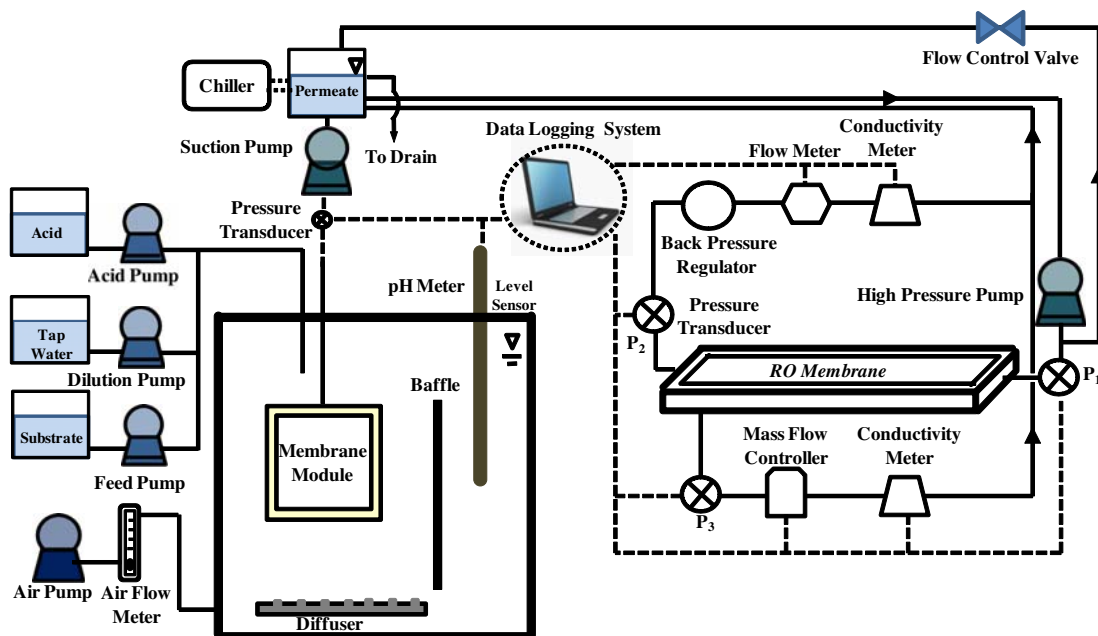 Flow Control Valve
Chiller
Permeate
Suction Pump
To Drain
Data Logging System
Conductivity
Meter
Flow Meter
Acid
Acid Pump
Pressure
Transducer
Back Pressure
Regulator
pH Meter
Level
Sensor
High Pressure Pump
Tap
Water
Dilution Pump
P2
Pressure
Transducer
RO Membrane
P1
Baffle
Substrate
Feed Pump
Membrane
Module
Mass Flow
Controller
Conductivity
Meter
P3
Air Pump
Air Flow
Meter
Diffuser